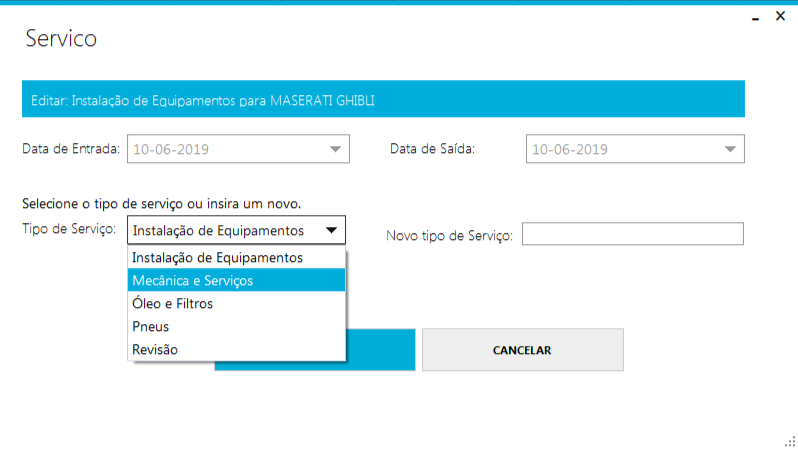 Servico
Editar: Instalação de Equipamentos para MASERATI GHIBLI
Data de Entrada: 10-06-2019 Data de Saída: 10-06-2019
Selecione o tipo de serviço ou insira um novo.
Tipo de Serviço: Instalação de Equipamentos Novo tipo de Serviço:
Instalação de Equipamentos
Mecânica e Serviços
Óleo e Filtros
Pneus
Revisão
CANCELAR